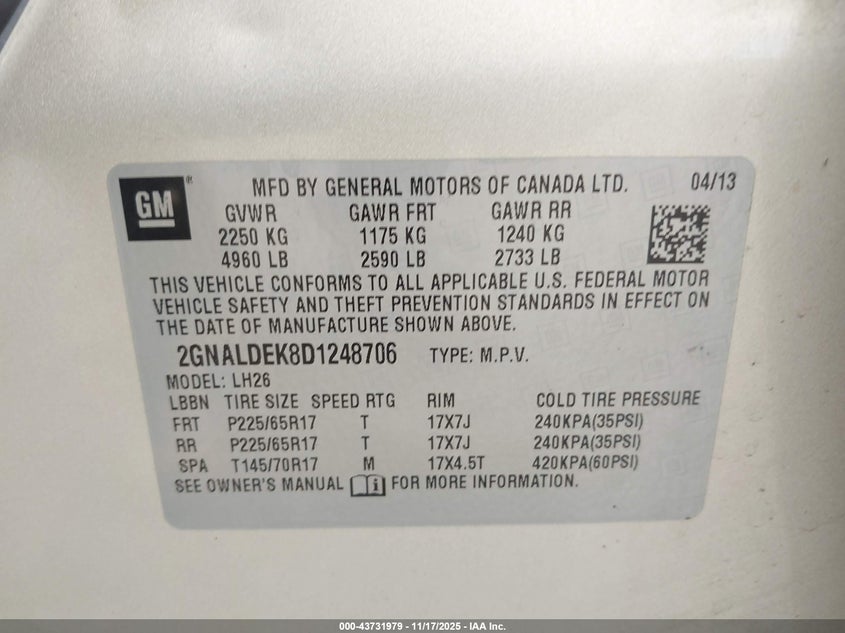 GM® MFD BY GENERAL MOTORS OF CANADA LTD. 04/13
GVWR GAWR FRT GAWR RR
2250 KG 1175 KG 1240 KG
4960 LB 2590 LB 2733 LB
THIS VEHICLE CONFORMS TO ALL APPLICABLE U.S. FEDERAL MOTOR
VEHICLE SAFETY AND THEFT PREVENTION STANDARDS IN EFFECT ON
THE DATE OF MANUFACTURE SHOWN ABOVE.
2GNALDEK8D1248706 TYPE: M.P.V.
MODEL: LH26
LBBN TIRE SIZE SPEED RTG RIM COLD TIRE PRESSURE
FRT P225/65R17 T 17X7J 240KPA(35PSI)
RR P225/65R17 T 17X7J 240KPA(35PSI)
SPA T145/70R17 M 17X4.5T 420KPA(60PSI)
SEE OWNER'S MANUAL i FOR MORE INFORMATION.
000-43731979 - 11/17/2025 - IAA Inc.